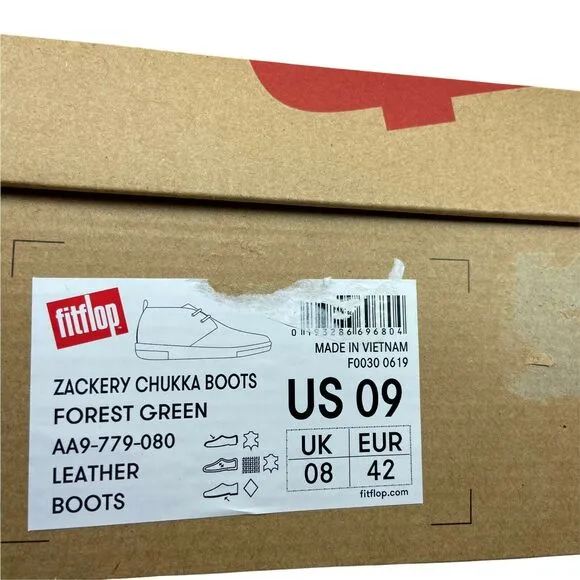 fitflop
0193286696804
MADE IN VIETNAM
F0030 0619
ZACKERY CHUKKA BOOTS
FOREST GREEN
AA9-779-080
LEATHER
BOOTS
US 09
UK EUR
08 42
fitflop.com